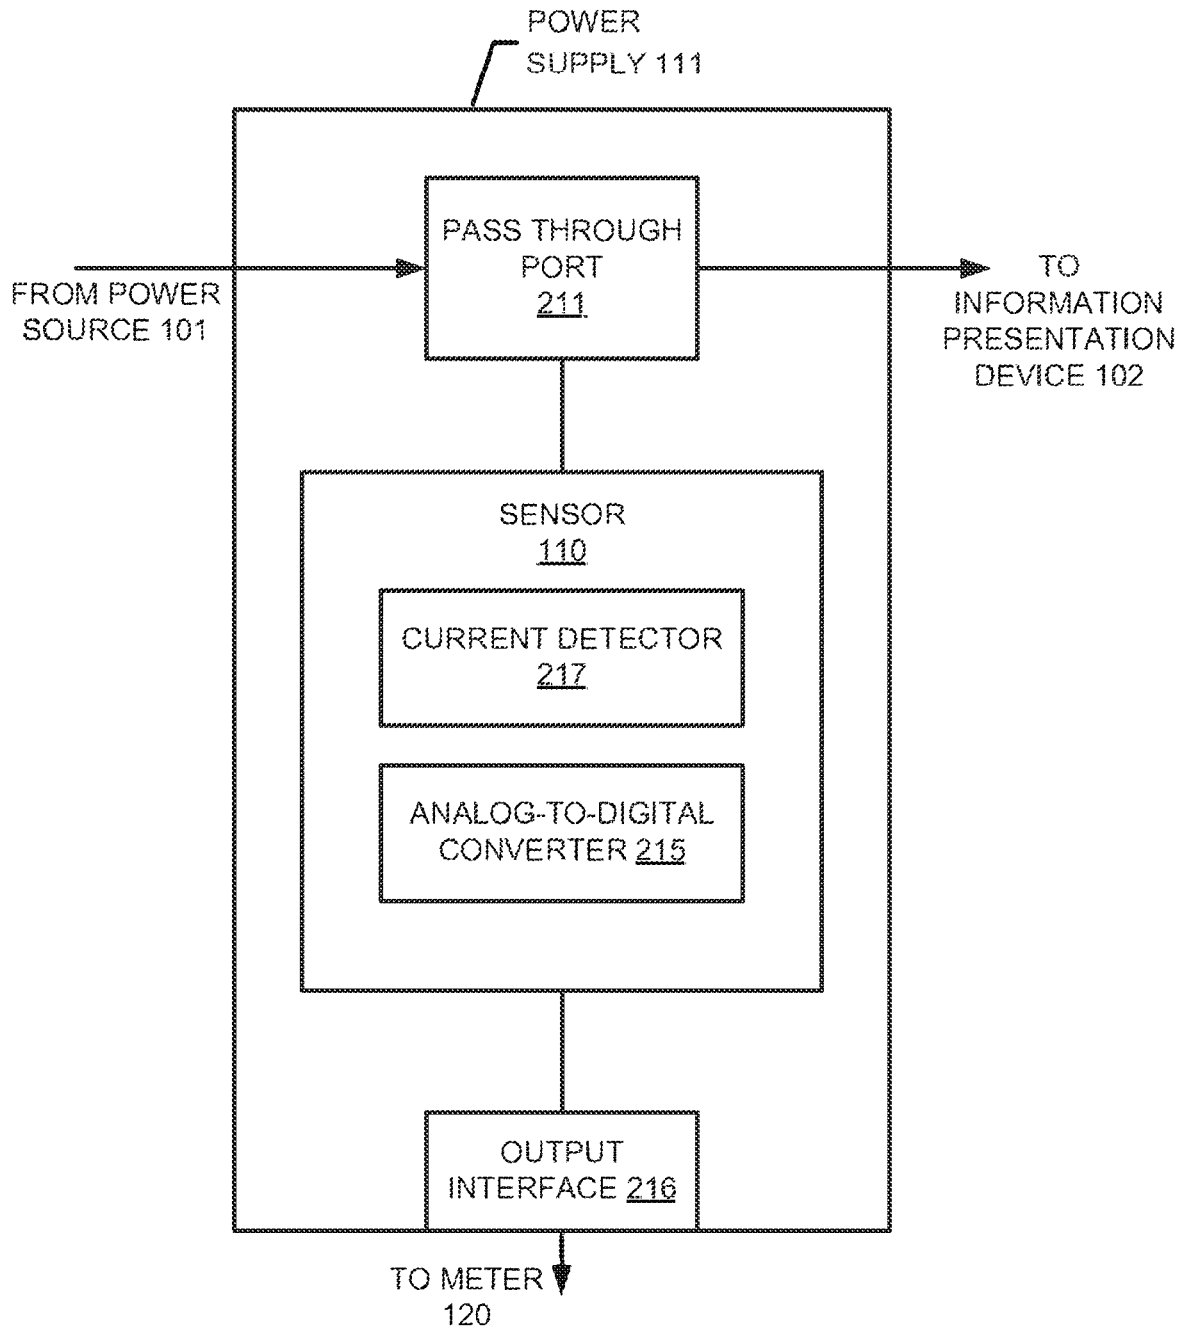 POWER
SUPPLY 111
PASS THROUGH
PORT
211
FROM POWER
SOURCE 101
TO
INFORMATION
PRESENTATION
DEVICE 102
SENSOR
110
CURRENT DETECTOR
217
ANALOG-TO-DIGITAL
CONVERTER 215
OUTPUT
INTERFACE 216
TO METER
120